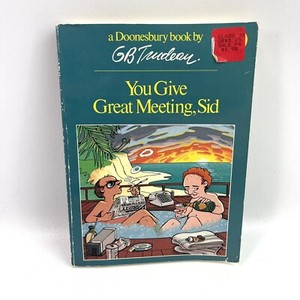 a Doonesbury book by
GB Trudeau.
You Give
Great Meeting, Sid